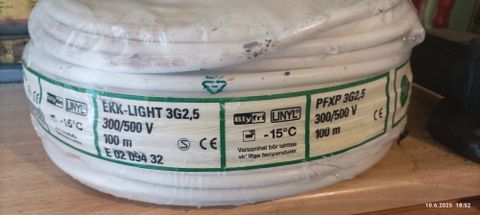 EKK-LIGHT 3G2,5
300/500 V
100 m
E 02 094 32
LINYL
-15°C
S CE
LINYL
-15°C
Varsamhet bör iakttas
vid låga temperaturer
PFXP 3G2,5
300/500 V
100 m
S CE
10.6.2025 18:52